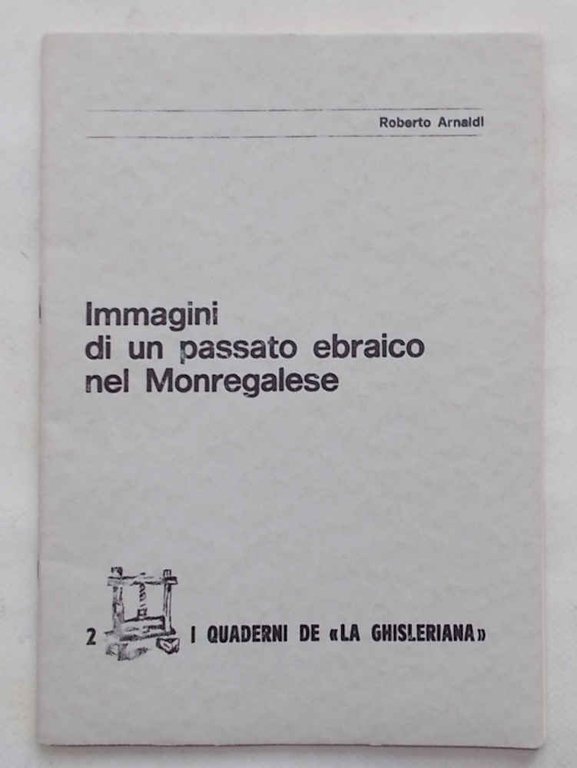 Roberto Arnaldi
Immagini
di un passato ebraico
nel Monregalese
2 I QUADERNI DE «LA GHISLERIANA»